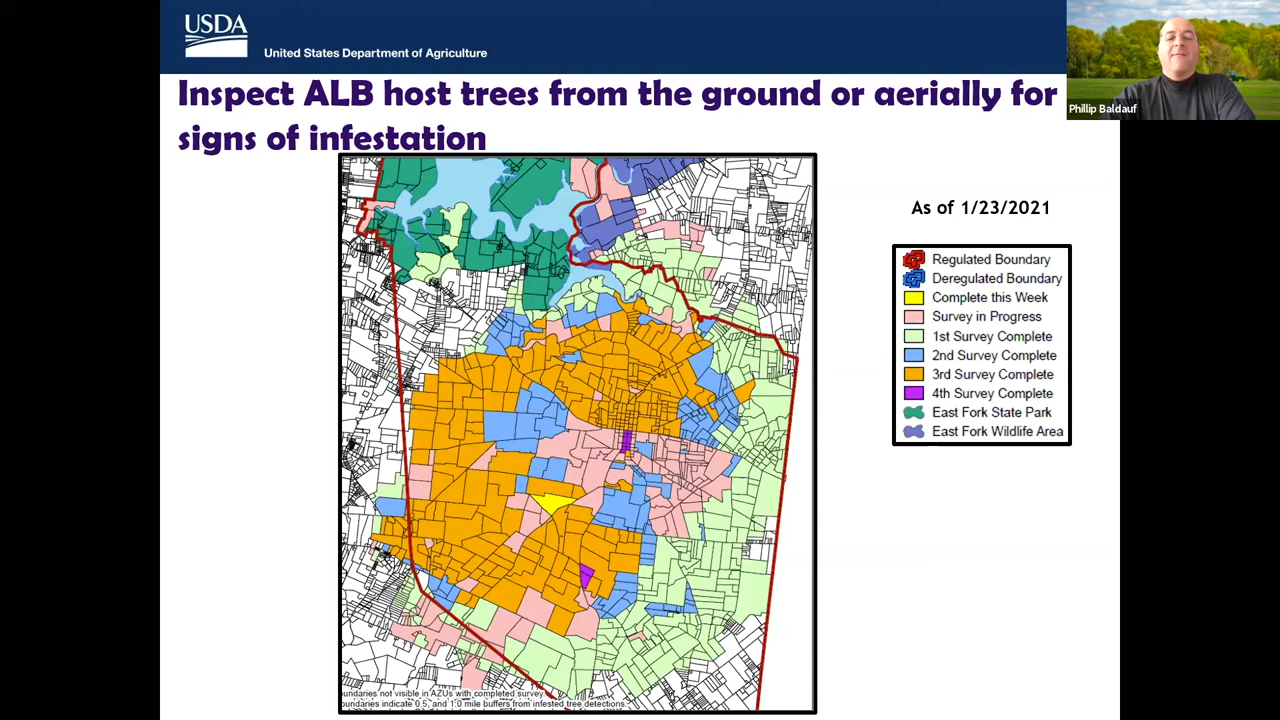 USDA
United States Department of Agriculture
Phillip Baldauf
Inspect ALB host trees from the ground or aerially for
signs of infestation
As of 1/23/2021
Regulated Boundary
Deregulated Boundary
Complete this Week
Survey in Progress
1st Survey Complete
2nd Survey Complete
3rd Survey Complete
4th Survey Complete
East Fork State Park
East Fork Wildlife Area
oundaries not visible in AZUs with completed survey.
oundaries indicate 0.5, and 1.0 mile buffers from infested tree detections.